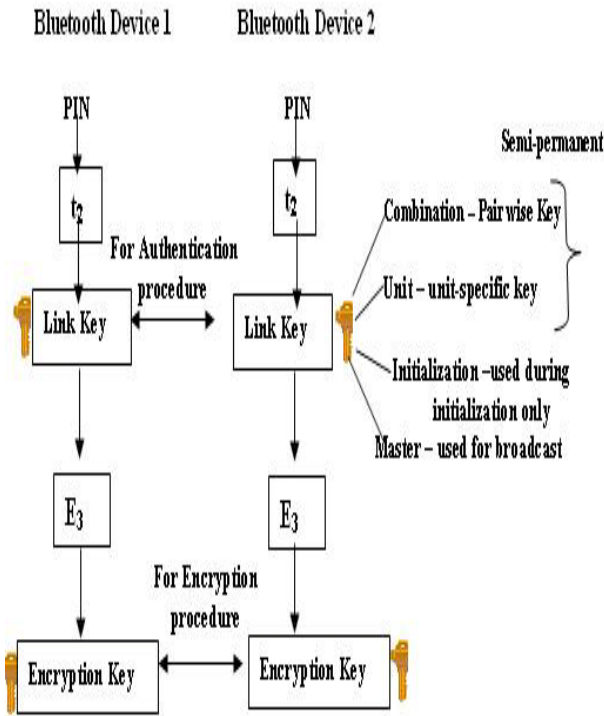 Bluetooth Device 1
Bluetooth Device 2
PIN
PIN
Semi-permanent
t2
t2
Combination – Pair wise Key
For Authentication
procedure
Unit – unit-specific key
Link Key
Link Key
Initialization –used during
initialization only
Master – used for broadcast
E3
E3
For Encryption
procedure
Encryption Key
Encryption Key